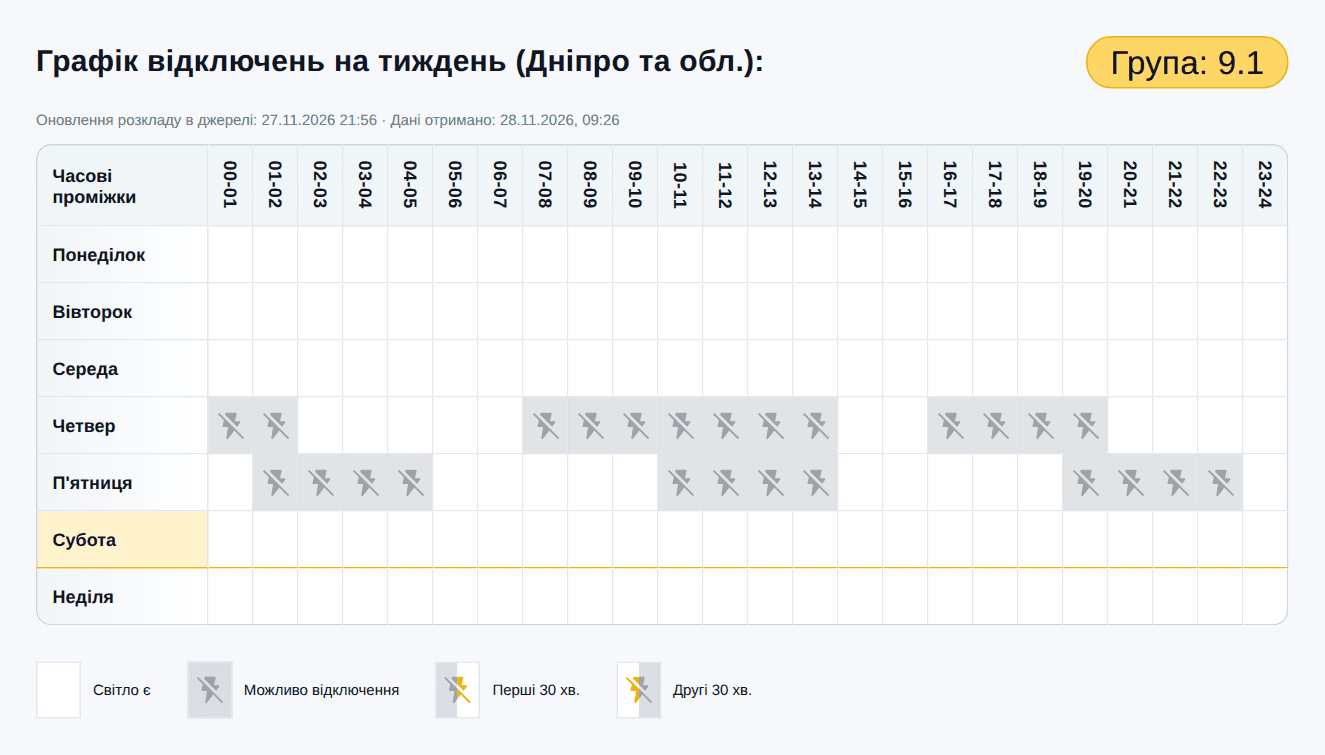 Графік відключень на тиждень (Дніпро та обл.):
Група: 9.1
Оновлення розкладу в джерелі: 27.11.2026 21:56 · Дані отримано: 28.11.2026, 09:26
Часові
проміжки
00-01 01-02 02-03 03-04 04-05 05-06 06-07 07-08 08-09 09-10 10-11 11-12 12-13 13-14 14-15 15-16 16-17 17-18 18-19 19-20 20-21 21-22 22-23 23-24
Понеділок
Вівторок
Середа
Четвер
П'ятниця
Субота
Неділя
Світло є
Можливо відключення
Перші 30 хв.
Другі 30 хв.